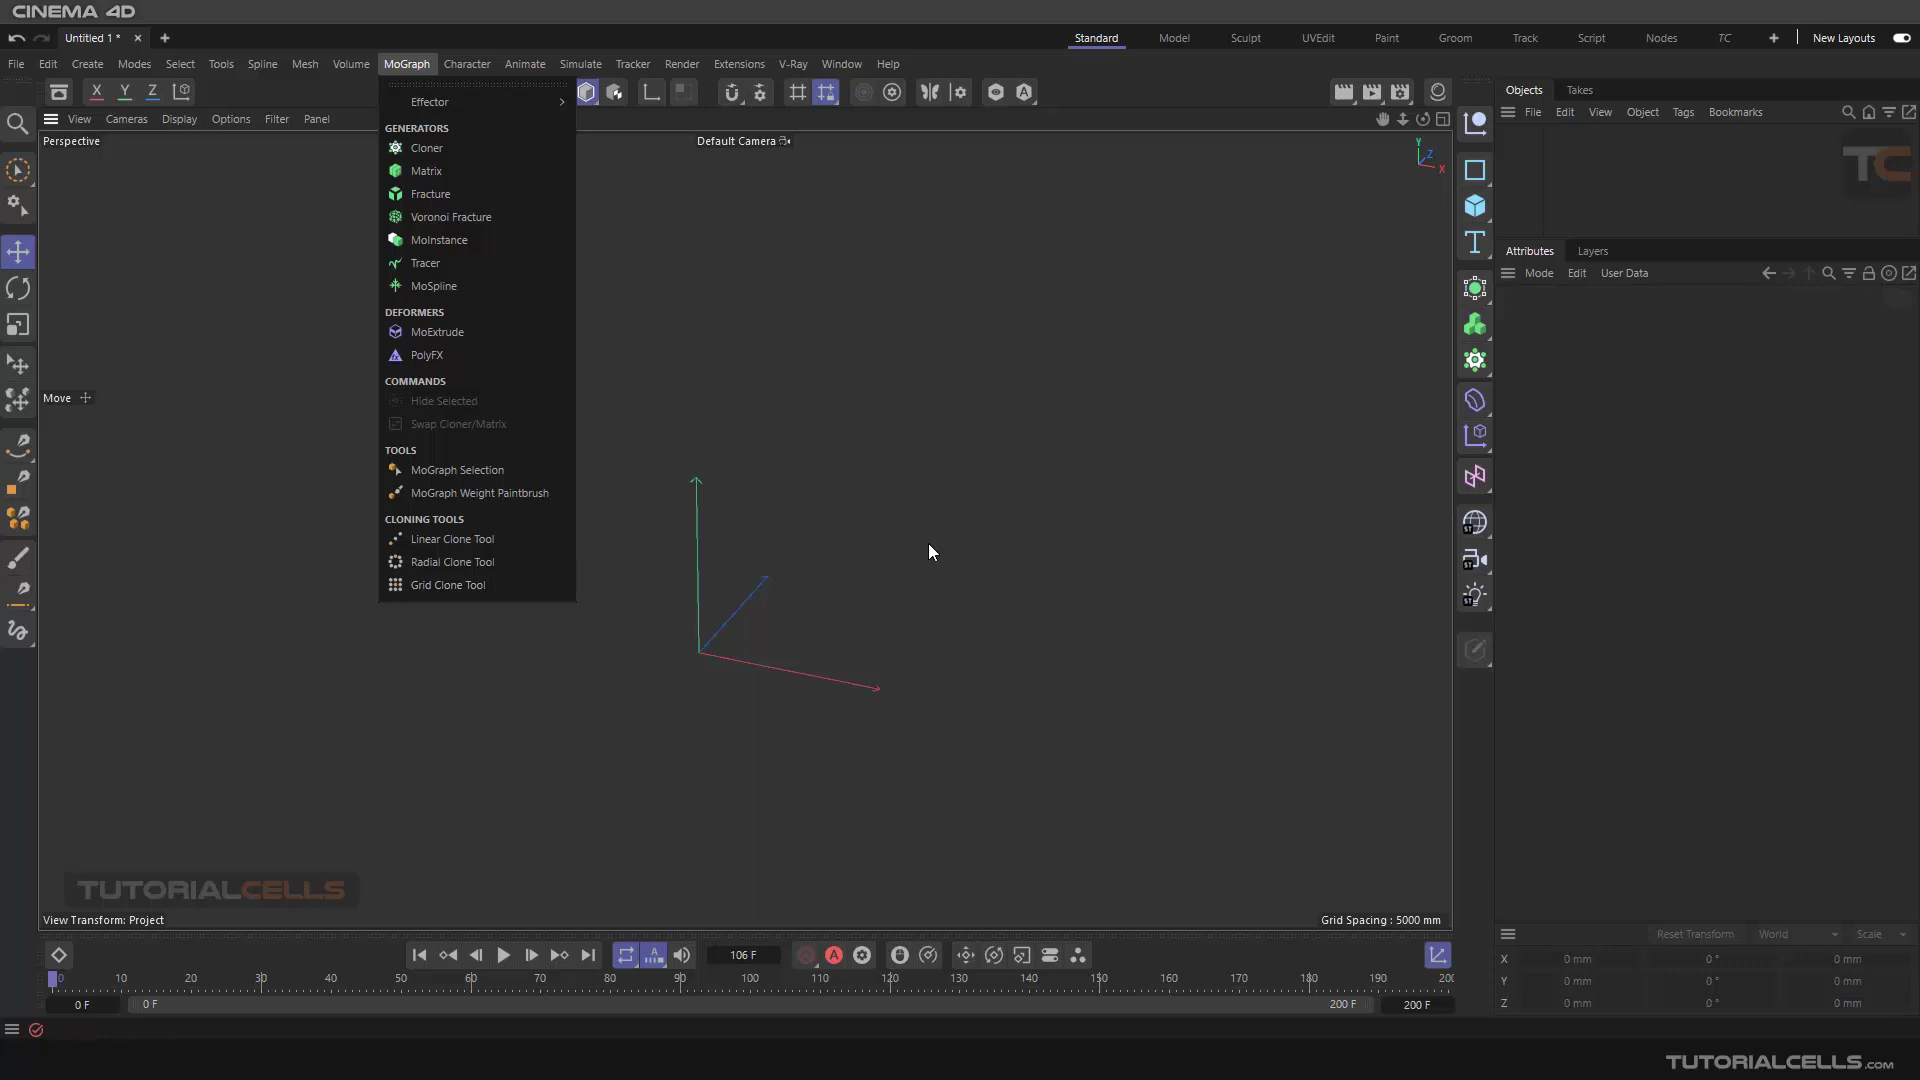 CINEMA 4D
Untitled 1 *
Standard Model Sculpt UVEdit Paint Groom Track Script Nodes TC New Layouts
File Edit Create Modes Select Tools Spline Mesh Volume MoGraph Character Animate Simulate Tracker Render Extensions V-Ray Window Help
X Y Z
Objects Takes
File Edit View Object Tags Bookmarks
View Cameras Display Options Filter Panel
Perspective
Default Camera
Y
Z
X
TC
Effector
GENERATORS
Cloner
Matrix
Fracture
Voronoi Fracture
MoInstance
Tracer
MoSpline
DEFORMERS
MoExtrude
PolyFX
COMMANDS
Hide Selected
Swap Cloner/Matrix
TOOLS
MoGraph Selection
MoGraph Weight Paintbrush
CLONING TOOLS
Linear Clone Tool
Radial Clone Tool
Grid Clone Tool
Move
Attributes Layers
Mode Edit User Data
ST
ST
ST
TUTORIALCELLS
View Transform: Project
Grid Spacing : 5000 mm
106 F
0 10 20 30 40 50 60 70 80 90 100 110 120 130 140 150 160 170 180 190 200
0 F 0 F 200 F 200 F
Reset Transform World Scale
X 0 mm 0 ° 0 mm
Y 0 mm 0 ° 0 mm
Z 0 mm 0 ° 0 mm
TUTORIALCELLS.com